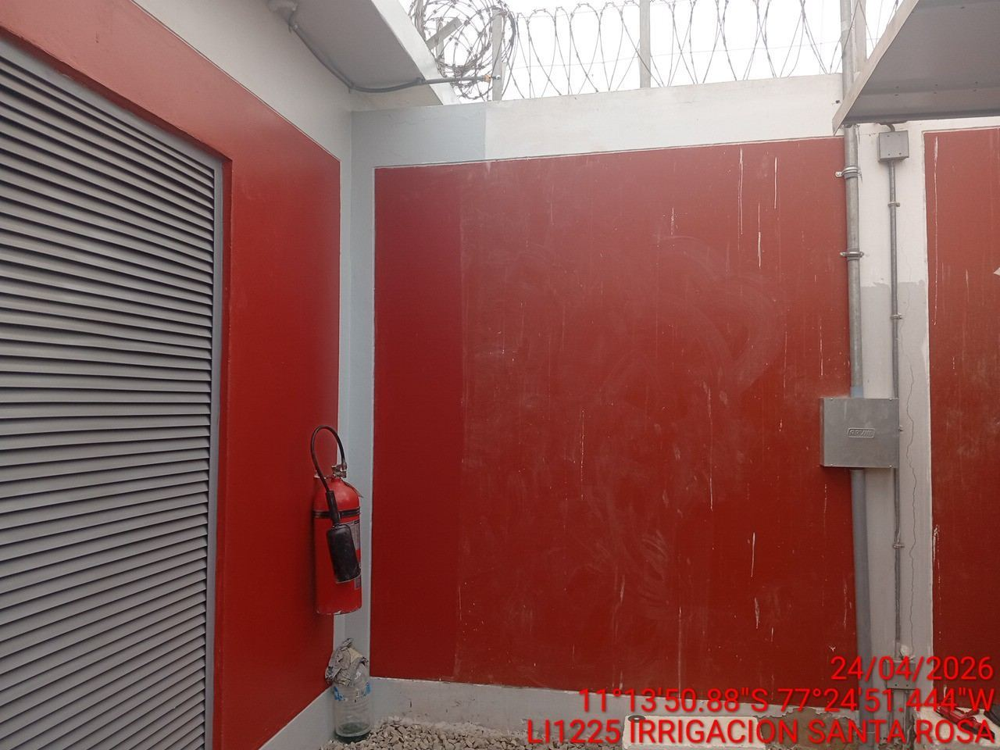 24/04/2026
11°13'50.88"S 77°24'51.444"W
LI1225 IRRIGACION SANTA ROSA